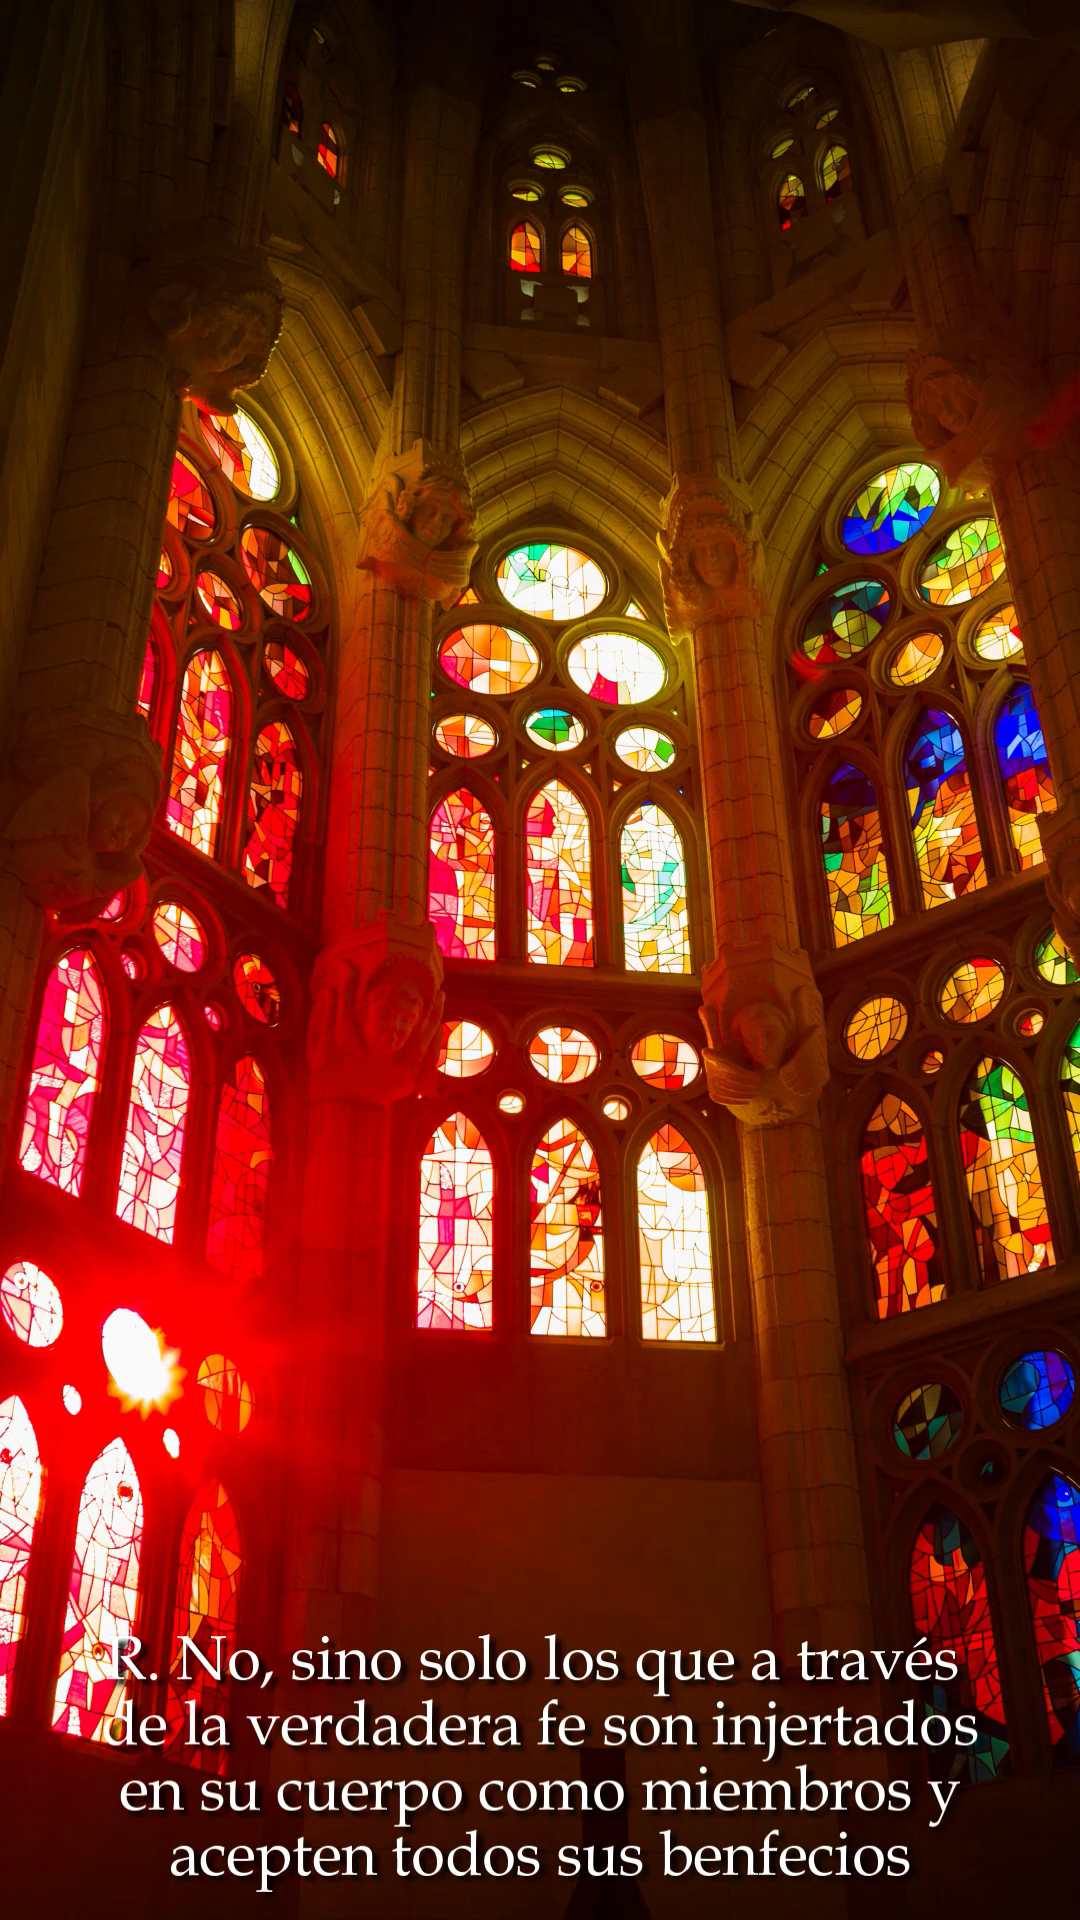 R. No, sino solo los que a través
de la verdadera fe son injertados
en su cuerpo como miembros y
acepten todos sus benfecios